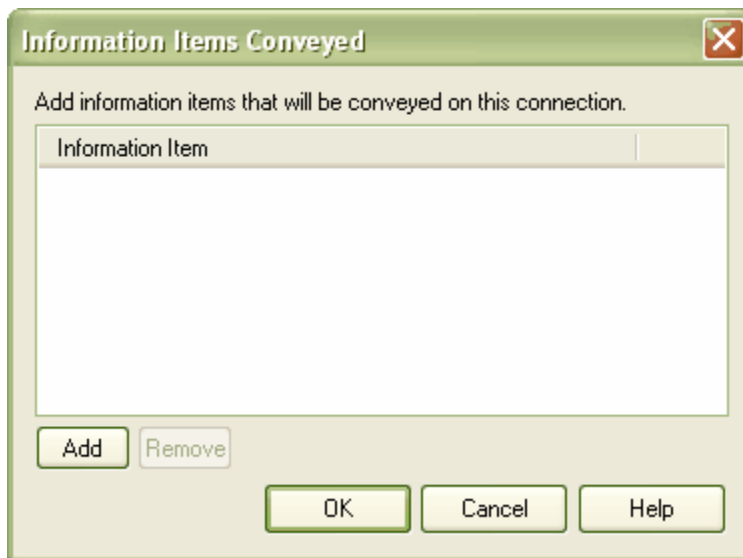 Information Items Conveyed
Add information items that will be conveyed on this connection.
Information Item
Add Remove
OK Cancel Help